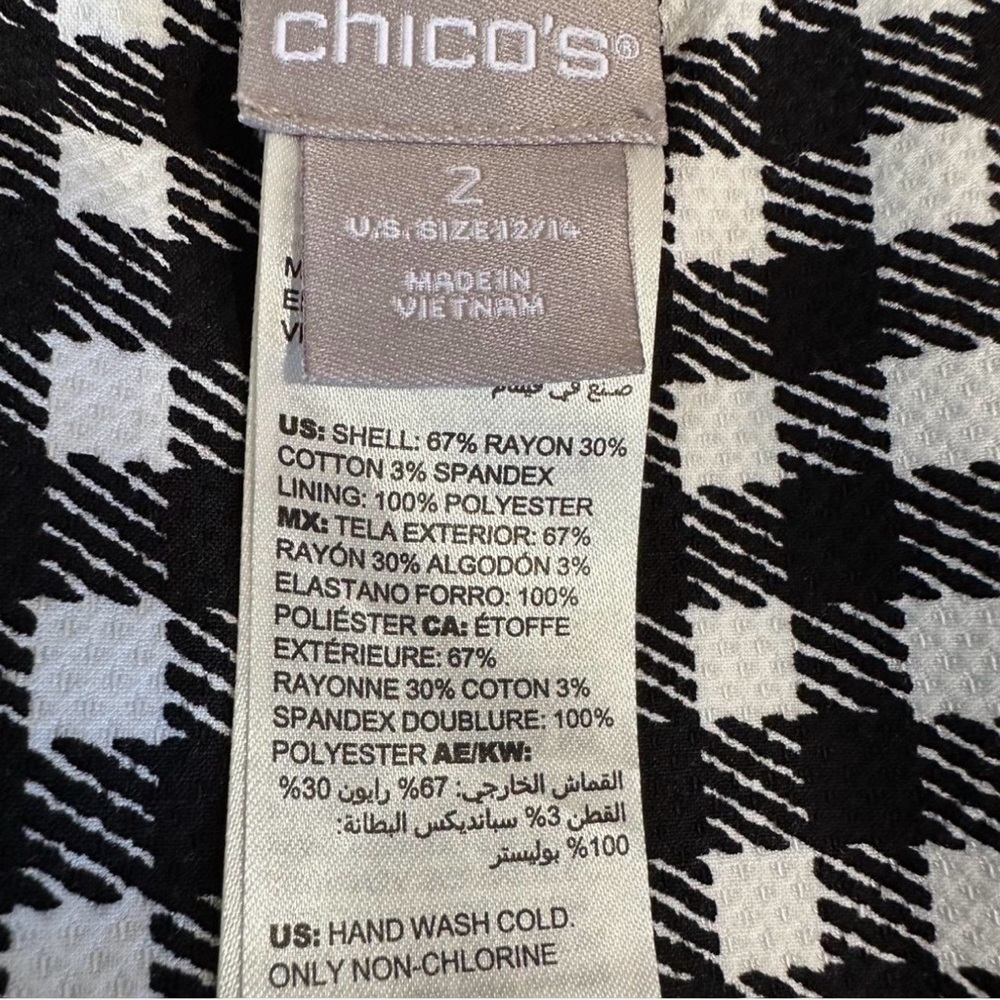 chico's®
2
U.S. SIZE 12/14
MADE IN
VIETNAM
صنع في فيتنام
US: SHELL: 67% RAYON 30%
COTTON 3% SPANDEX
LINING: 100% POLYESTER
MX: TELA EXTERIOR: 67%
RAYÓN 30% ALGODÓN 3%
ELASTANO FORRO: 100%
POLIÉSTER CA: ÉTOFFE
EXTÉRIEURE: 67%
RAYONNE 30% COTON 3%
SPANDEX DOUBLURE: 100%
POLYESTER AE/KW:
القماش الخارجي: 67% رايون 30%
القطن 3% سبانديكس البطانة:
100% بوليستر
US: HAND WASH COLD.
ONLY NON-CHLORINE